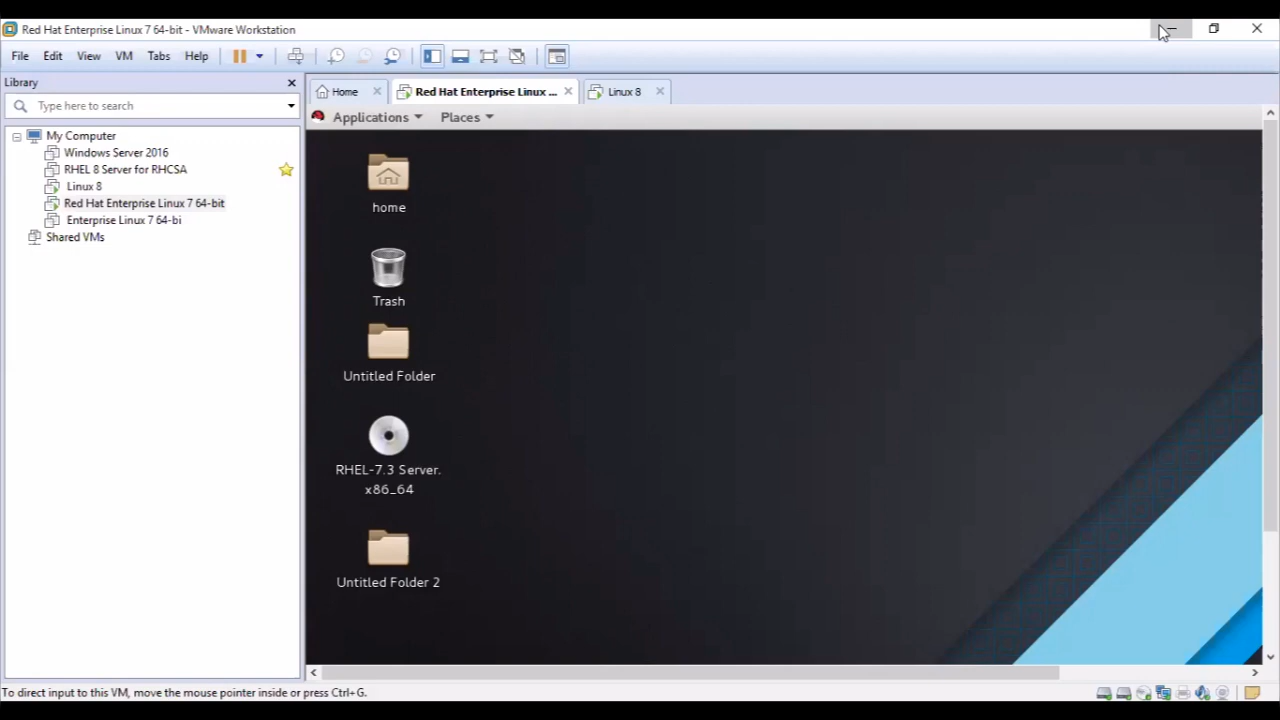 Red Hat Enterprise Linux 7 64-bit - VMware Workstation
File Edit View VM Tabs Help
Library
Type here to search
My Computer
Windows Server 2016
RHEL 8 Server for RHCSA
Linux 8
Red Hat Enterprise Linux 7 64-bit
Enterprise Linux 7 64-bi
Shared VMs
Home
Red Hat Enterprise Linux ...
Linux 8
Applications Places
home
Trash
Untitled Folder
RHEL-7.3 Server.
x86_64
Untitled Folder 2
To direct input to this VM, move the mouse pointer inside or press Ctrl+G.